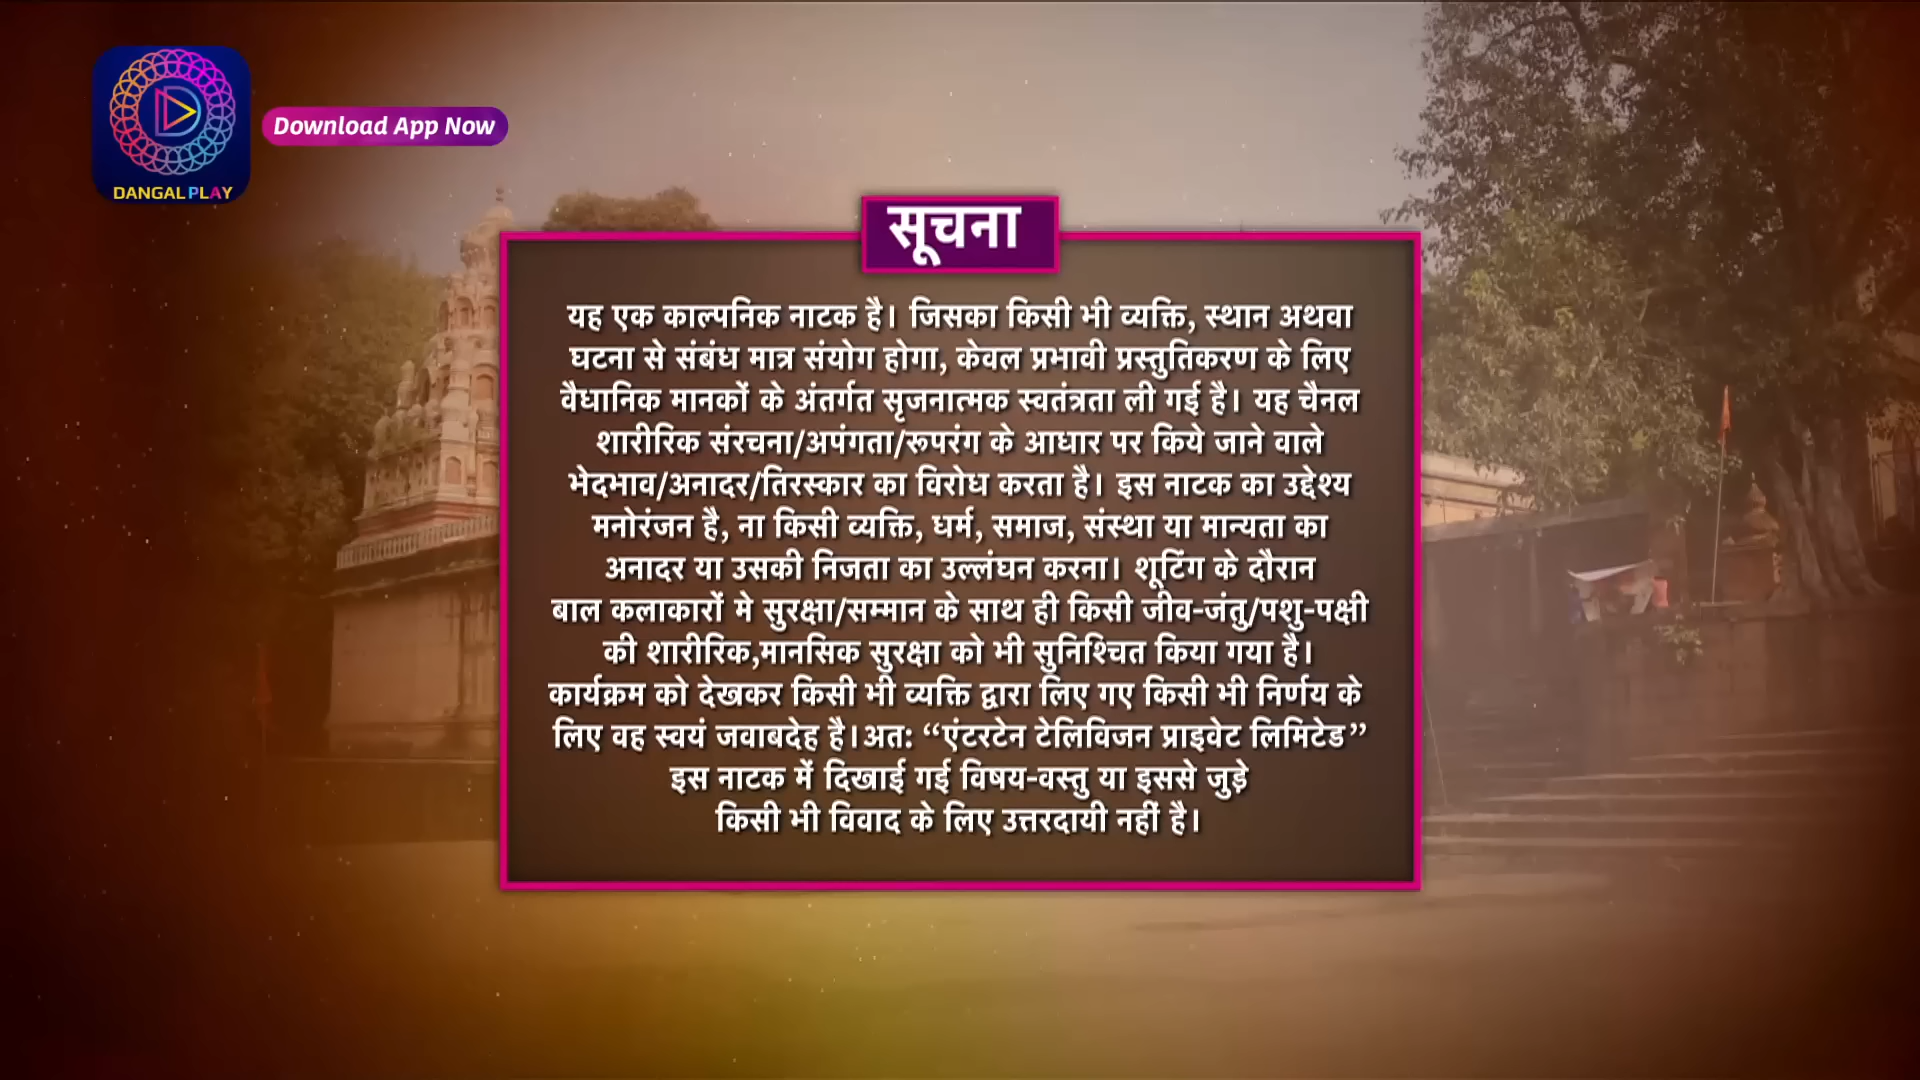 DANGAL PLAY
Download App Now
सूचना
यह एक काल्पनिक नाटक है। जिसका किसी भी व्यक्ति, स्थान अथवा
घटना से संबंध मात्र संयोग होगा, केवल प्रभावी प्रस्तुतिकरण के लिए
वैधानिक मानकों के अंतर्गत सृजनात्मक स्वतंत्रता ली गई है। यह चैनल
शारीरिक संरचना/अपंगता/रूपरंग के आधार पर किये जाने वाले
भेदभाव/अनादर/तिरस्कार का विरोध करता है। इस नाटक का उद्देश्य
मनोरंजन है, ना किसी व्यक्ति, धर्म, समाज, संस्था या मान्यता का
अनादर या उसकी निजता का उल्लंघन करना। शूटिंग के दौरान
बाल कलाकारों मे सुरक्षा/सम्मान के साथ ही किसी जीव-जंतु/पशु-पक्षी
की शारीरिक,मानसिक सुरक्षा को भी सुनिश्चित किया गया है।
कार्यक्रम को देखकर किसी भी व्यक्ति द्वारा लिए गए किसी भी निर्णय के
लिए वह स्वयं जवाबदेह है।अत: “एंटरटेन टेलिविजन प्राइवेट लिमिटेड”
इस नाटक में दिखाई गई विषय-वस्तु या इससे जुड़े
किसी भी विवाद के लिए उत्तरदायी नहीं है।